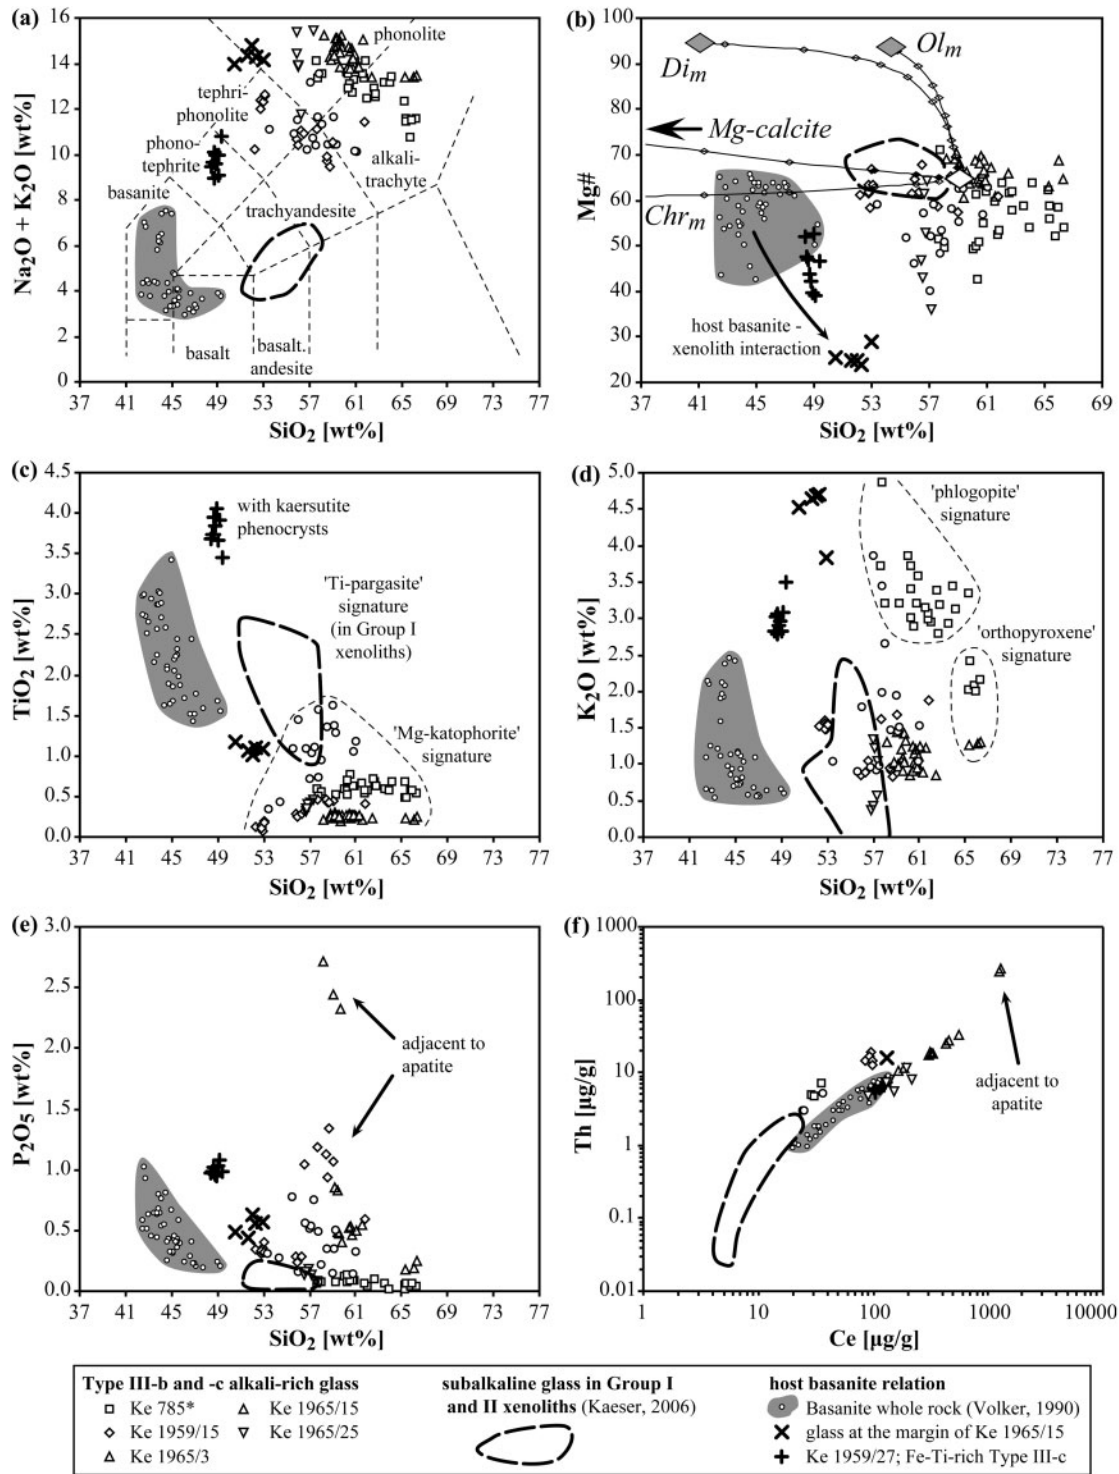 (a)
16
14
12
10
8
6
4
2
0
Na2O + K2O [wt%]
phonolite
tephri-
phonolite
phono-
tephrite
basanite
alkali-
trachyte
trachyandesite
basalt
basalt.
andesite
37 41 45 49 53 57 61 65 71 75
SiO2 [wt%]
(b)
100
90
80
70
60
50
40
30
20
Mg#
Dim
Olm
Mg-calcite
Chrm
host basanite -
xenolith interaction
37 41 45 49 53 57 61 65 69
SiO2 [wt%]
(c)
4.5
4.0
3.5
3.0
2.5
2.0
1.5
1.0
0.5
0.0
TiO2 [wt%]
with kaersutite
phenocrysts
'Ti-pargasite'
signature
(in Group I
xenoliths)
'Mg-katophorite'
signature
37 41 45 49 53 57 61 65 69 73 77
SiO2 [wt%]
(d)
5.0
4.5
4.0
3.5
3.0
2.5
2.0
1.5
1.0
0.5
0.0
K2O [wt%]
'phlogopite'
signature
'orthopyroxene'
signature
37 41 45 49 53 57 61 65 69 73 77
SiO2 [wt%]
(e)
3.0
2.5
2.0
1.5
1.0
0.5
0.0
P2O5 [wt%]
adjacent to
apatite
37 41 45 49 53 57 61 65 69 73 77
SiO2 [wt%]
(f)
1000
100
10
1
0.1
0.01
Th [µg/g]
adjacent to
apatite
1 10 100 1000 10000
Ce [µg/g]
Type III-b and -c alkali-rich glass
Ke 785*
Ke 1959/15
Ke 1965/3
Ke 1965/15
Ke 1965/25
subalkaline glass in Group I
and II xenoliths (Kaeser, 2006)
host basanite relation
Basanite whole rock (Volker, 1990)
glass at the margin of Ke 1965/15
Ke 1959/27; Fe-Ti-rich Type III-c